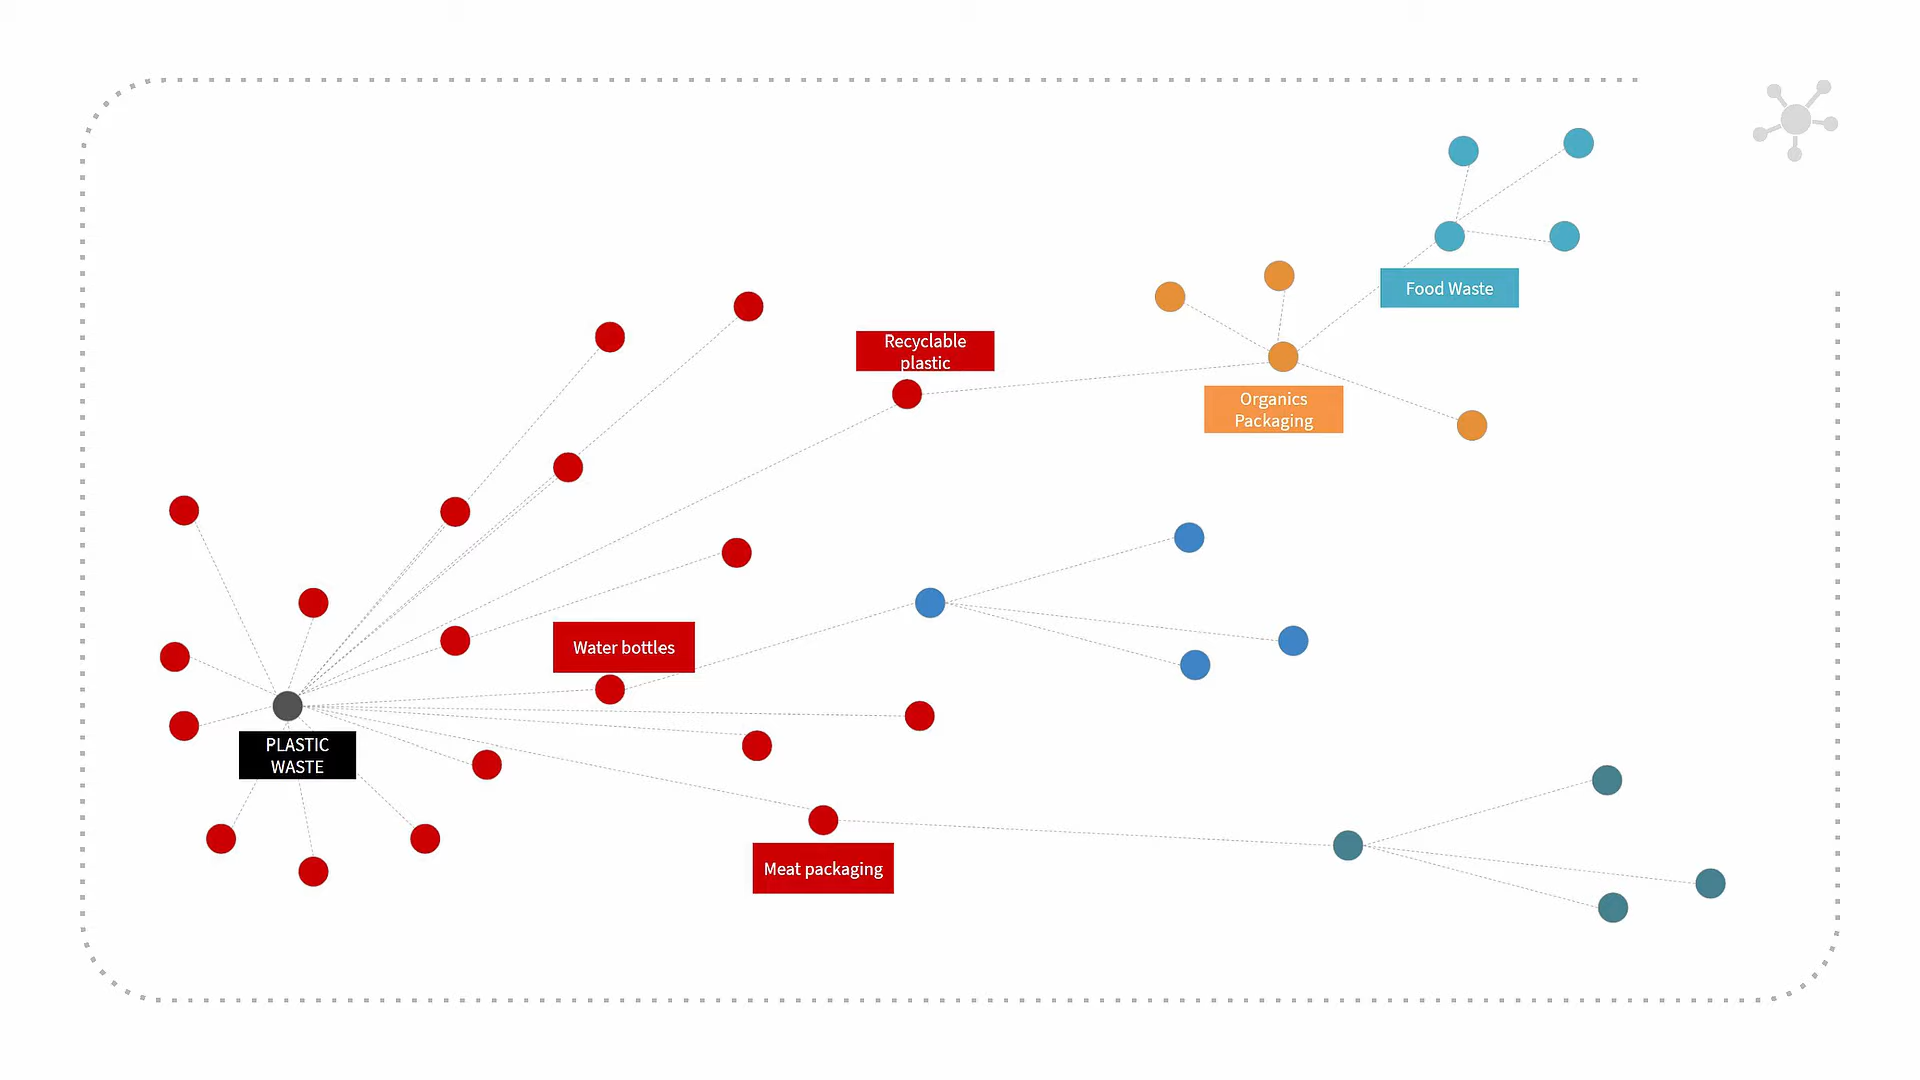 Food Waste
Recyclable
plastic
Organics
Packaging
Water bottles
PLASTIC
WASTE
Meat packaging